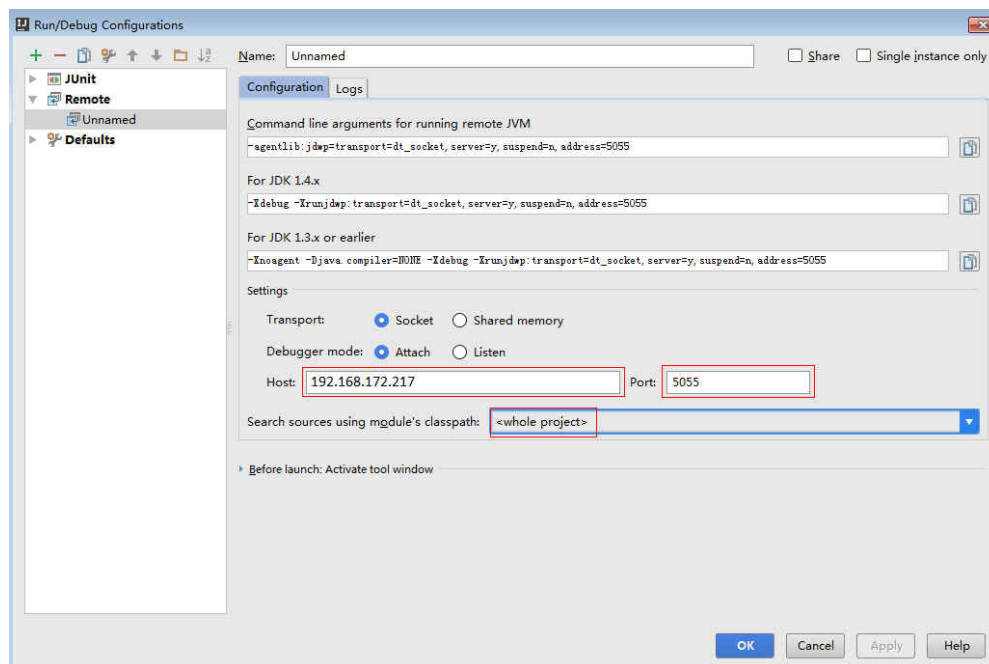 Run/Debug Configurations
Name: Unnamed
Share
Single instance only
JUnit
Remote
Unnamed
Defaults
Configuration
Logs
Command line arguments for running remote JVM
-agentlib:jdwp=transport=dt_socket, server=y, suspend=n, address=5055
For JDK 1.4.x
-Xdebug -Xrunjdwp:transport=dt_socket, server=y, suspend=n, address=5055
For JDK 1.3.x or earlier
-Xnoagent -Djava.compiler=NONE -Xdebug -Xrunjdwp:transport=dt_socket, server=y, suspend=n, address=5055
Settings
Transport: Socket Shared memory
Debugger mode: Attach Listen
Host: 192.168.172.217 Port: 5055
Search sources using module's classpath: <whole project>
Before launch: Activate tool window
OK Cancel Apply Help